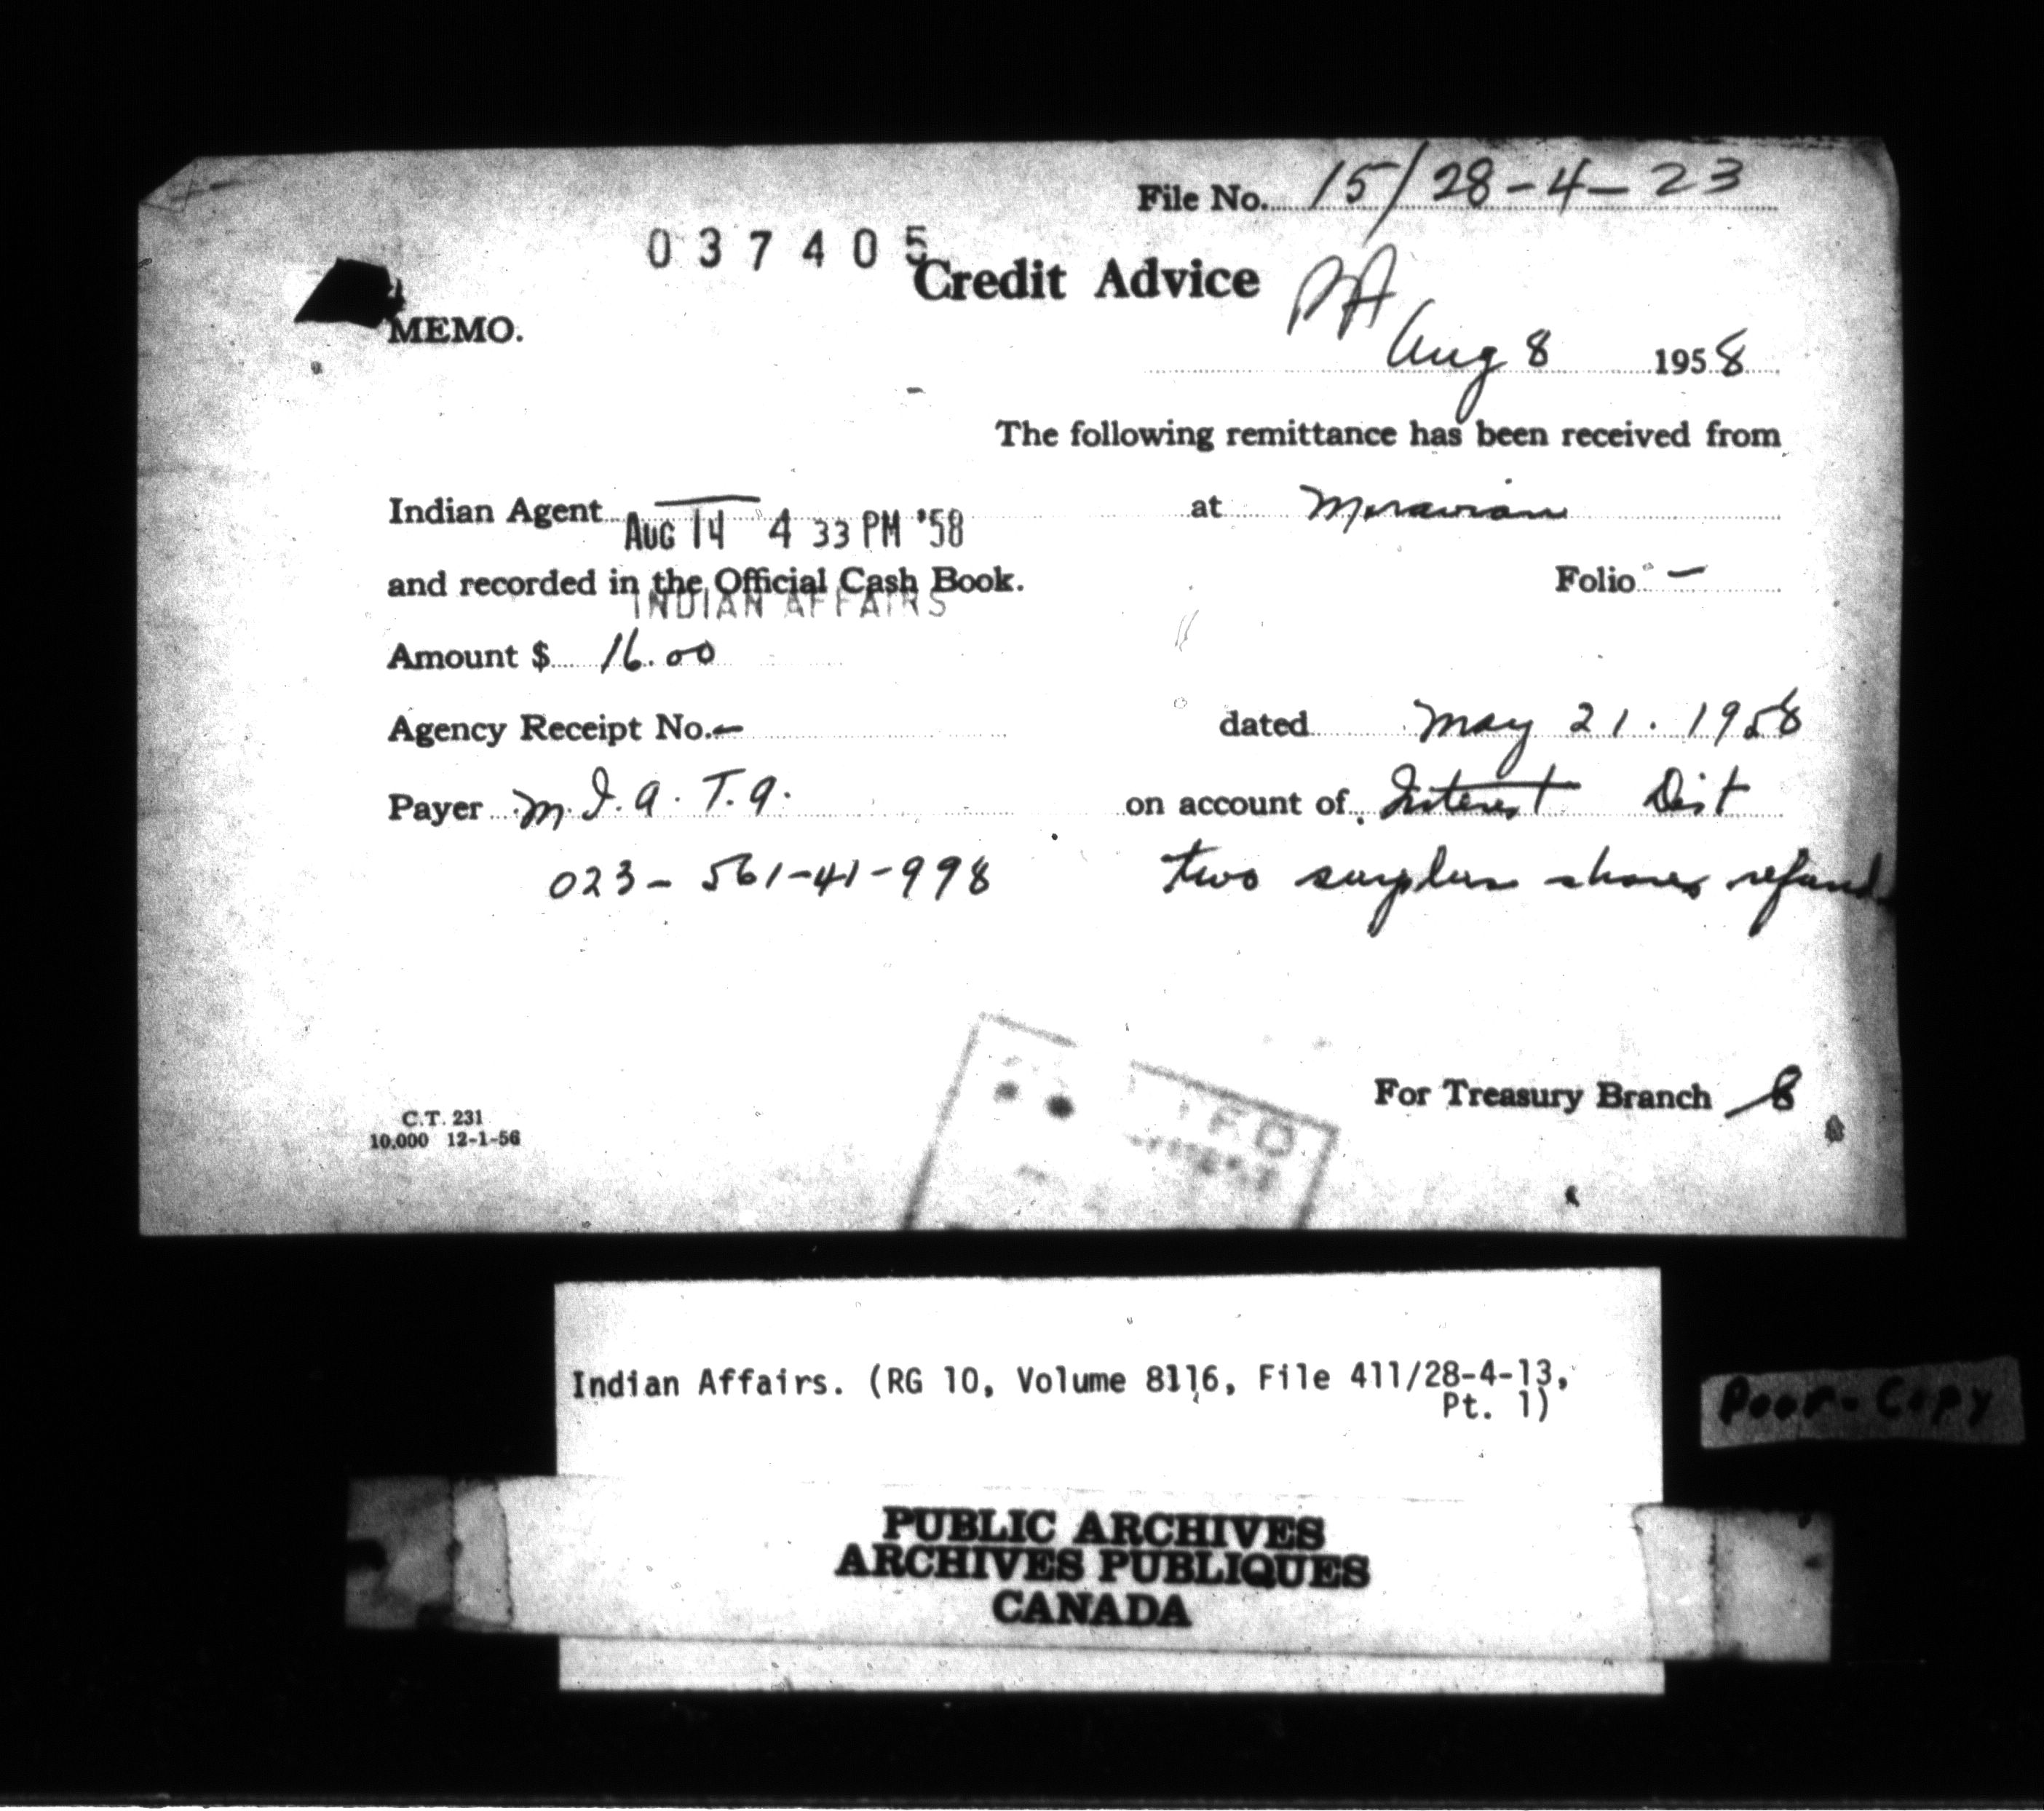 File No. 15/28-4-23
037405
Credit Advice
MEMO.
Aug 8 1958
The following remittance has been received from
Indian Agent — at Moravian
AUG 14 4 33 PM '58
and recorded in the Official Cash Book. Folio —
INDIAN AFFAIRS
Amount $ 16.00
Agency Receipt No. — dated May 21. 1958
Payer M.I.A. T.A. on account of Interest Dist
023-561-41-998 two surplus shares refund
For Treasury Branch
C.T. 231
10,000 12-1-56
Indian Affairs. (RG 10, Volume 8116, File 411/28-4-13,
Pt. 1)
Poor-Copy
PUBLIC ARCHIVES
ARCHIVES PUBLIQUES
CANADA